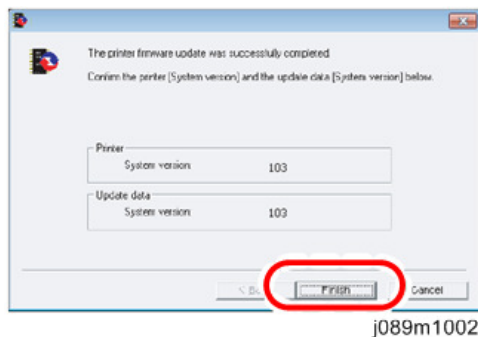 The printer firmware update was successfully completed
Confirm the printer [System version] and the update data [System version] below.
Printer
System version 103
Update data
System version 103
Finish Cancel
j089m1002